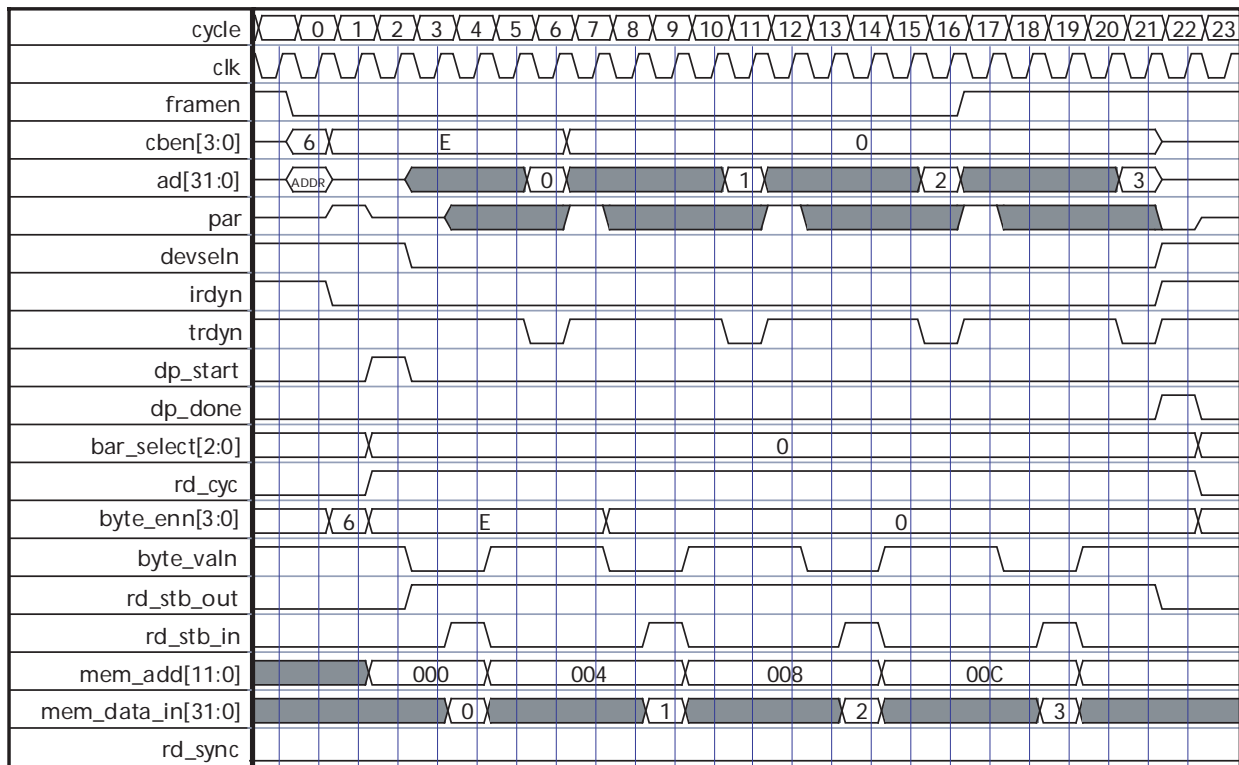 cycle 0 1 2 3 4 5 6 7 8 9 10 11 12 13 14 15 16 17 18 19 20 21 22 23
clk
framen
cben[3:0] 6 E 0
ad[31:0] ADDR 0 1 2 3
par
devseln
irdyn
trdyn
dp_start
dp_done
bar_select[2:0] 0
rd_cyc
byte_enn[3:0] 6 E 0
byte_valn
rd_stb_out
rd_stb_in
mem_add[11:0] 000 004 008 00C
mem_data_in[31:0] 0 1 2 3
rd_sync